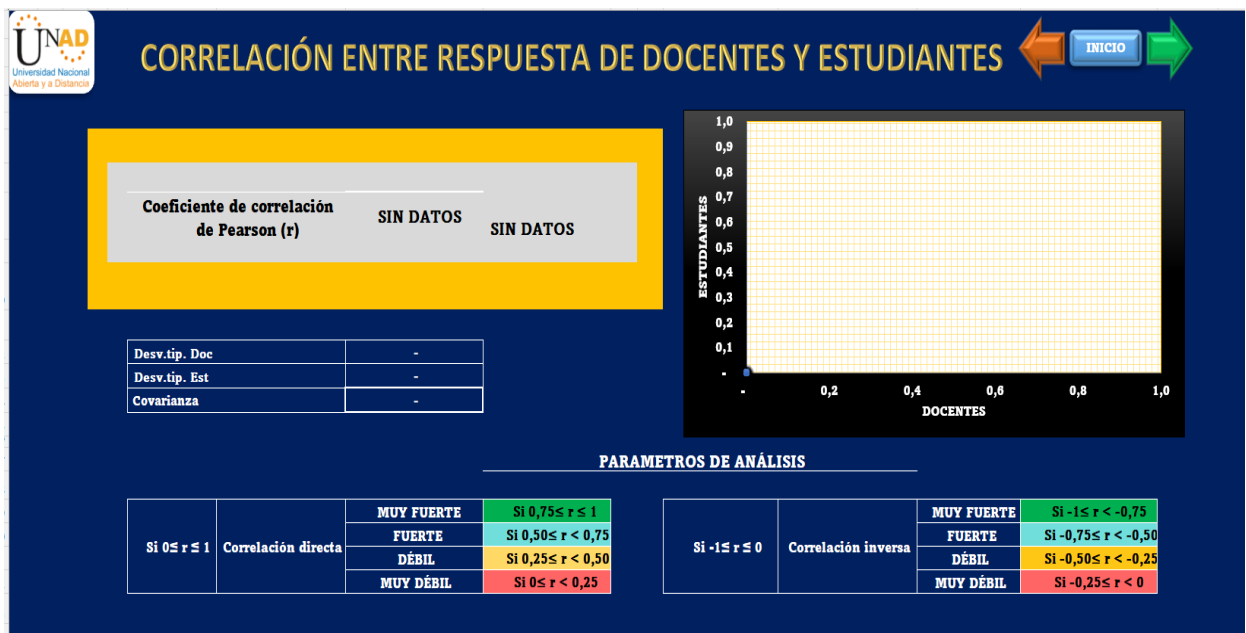 UNAD
Universidad Nacional
Abierta y a Distancia
CORRELACIÓN ENTRE RESPUESTA DE DOCENTES Y ESTUDIANTES
INICIO
Coeficiente de correlación
de Pearson (r)
SIN DATOS
SIN DATOS
ESTUDIANTES
1,0
0,9
0,8
0,7
0,6
0,5
0,4
0,3
0,2
0,1
-
- 0,2 0,4 0,6 0,8 1,0
DOCENTES
Desv.tip. Doc -
Desv.tip. Est -
Covarianza -
PARAMETROS DE ANÁLISIS
Si 0≤ r ≤ 1 Correlación directa
MUY FUERTE Si 0,75≤ r ≤ 1
FUERTE Si 0,50≤ r < 0,75
DÉBIL Si 0,25≤ r < 0,50
MUY DÉBIL Si 0≤ r < 0,25
Si -1≤ r ≤ 0 Correlación inversa
MUY FUERTE Si -1≤ r < -0,75
FUERTE Si -0,75≤ r < -0,50
DÉBIL Si -0,50≤ r < -0,25
MUY DÉBIL Si -0,25≤ r < 0